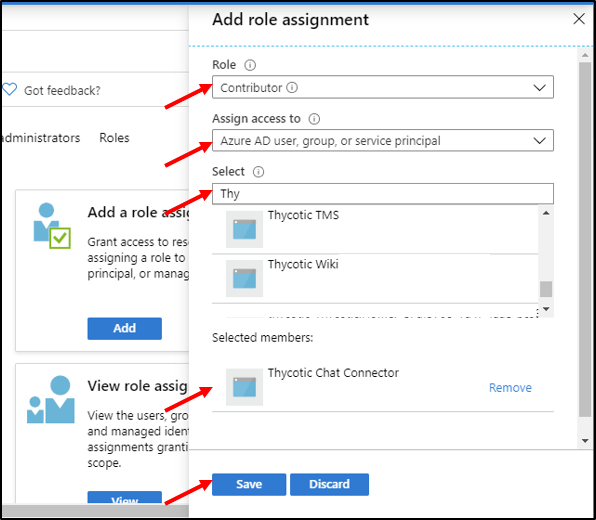 Add role assignment
Got feedback?
administrators Roles
Add a role assig
Grant access to res
assigning a role to
principal, or manag
Add
View role assig
View the users, gro
and managed ident
assignments granti
scope.
View
Role
Contributor
Assign access to
Azure AD user, group, or service principal
Select
Thy
Thycotic TMS
Thycotic Wiki
Selected members:
Thycotic Chat Connector
Remove
Save Discard